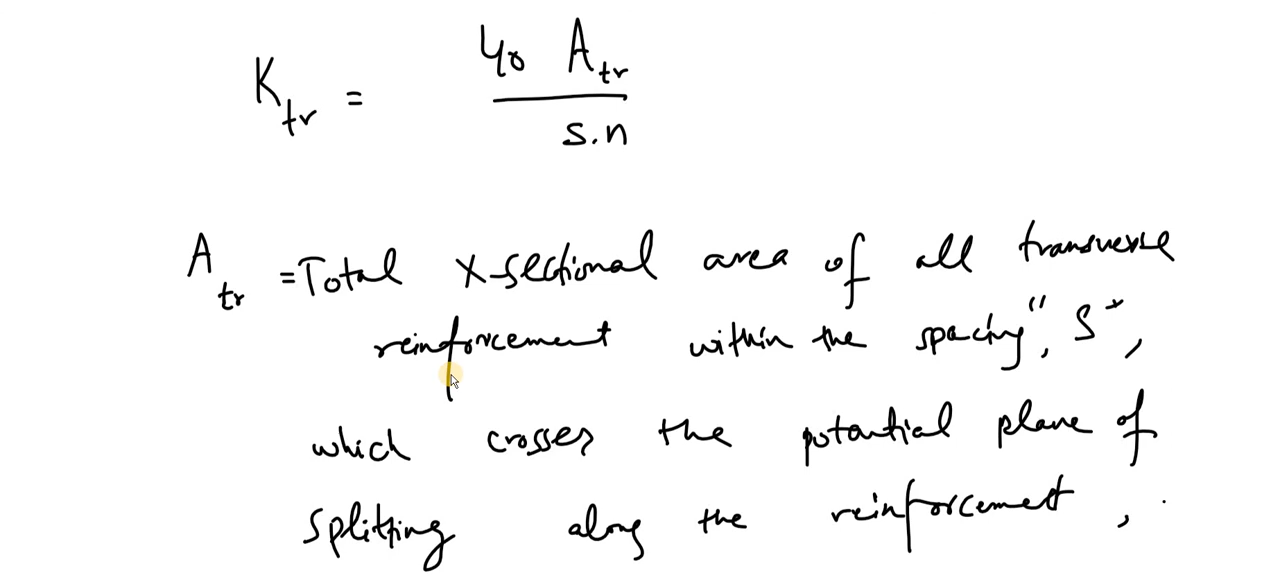 K_tr = 40 A_tr / s.n
A_tr = Total x-sectional area of all transverse
reinforcement within the spacing", S",
which crosses the potential plane of
splitting along the reinforcement, .